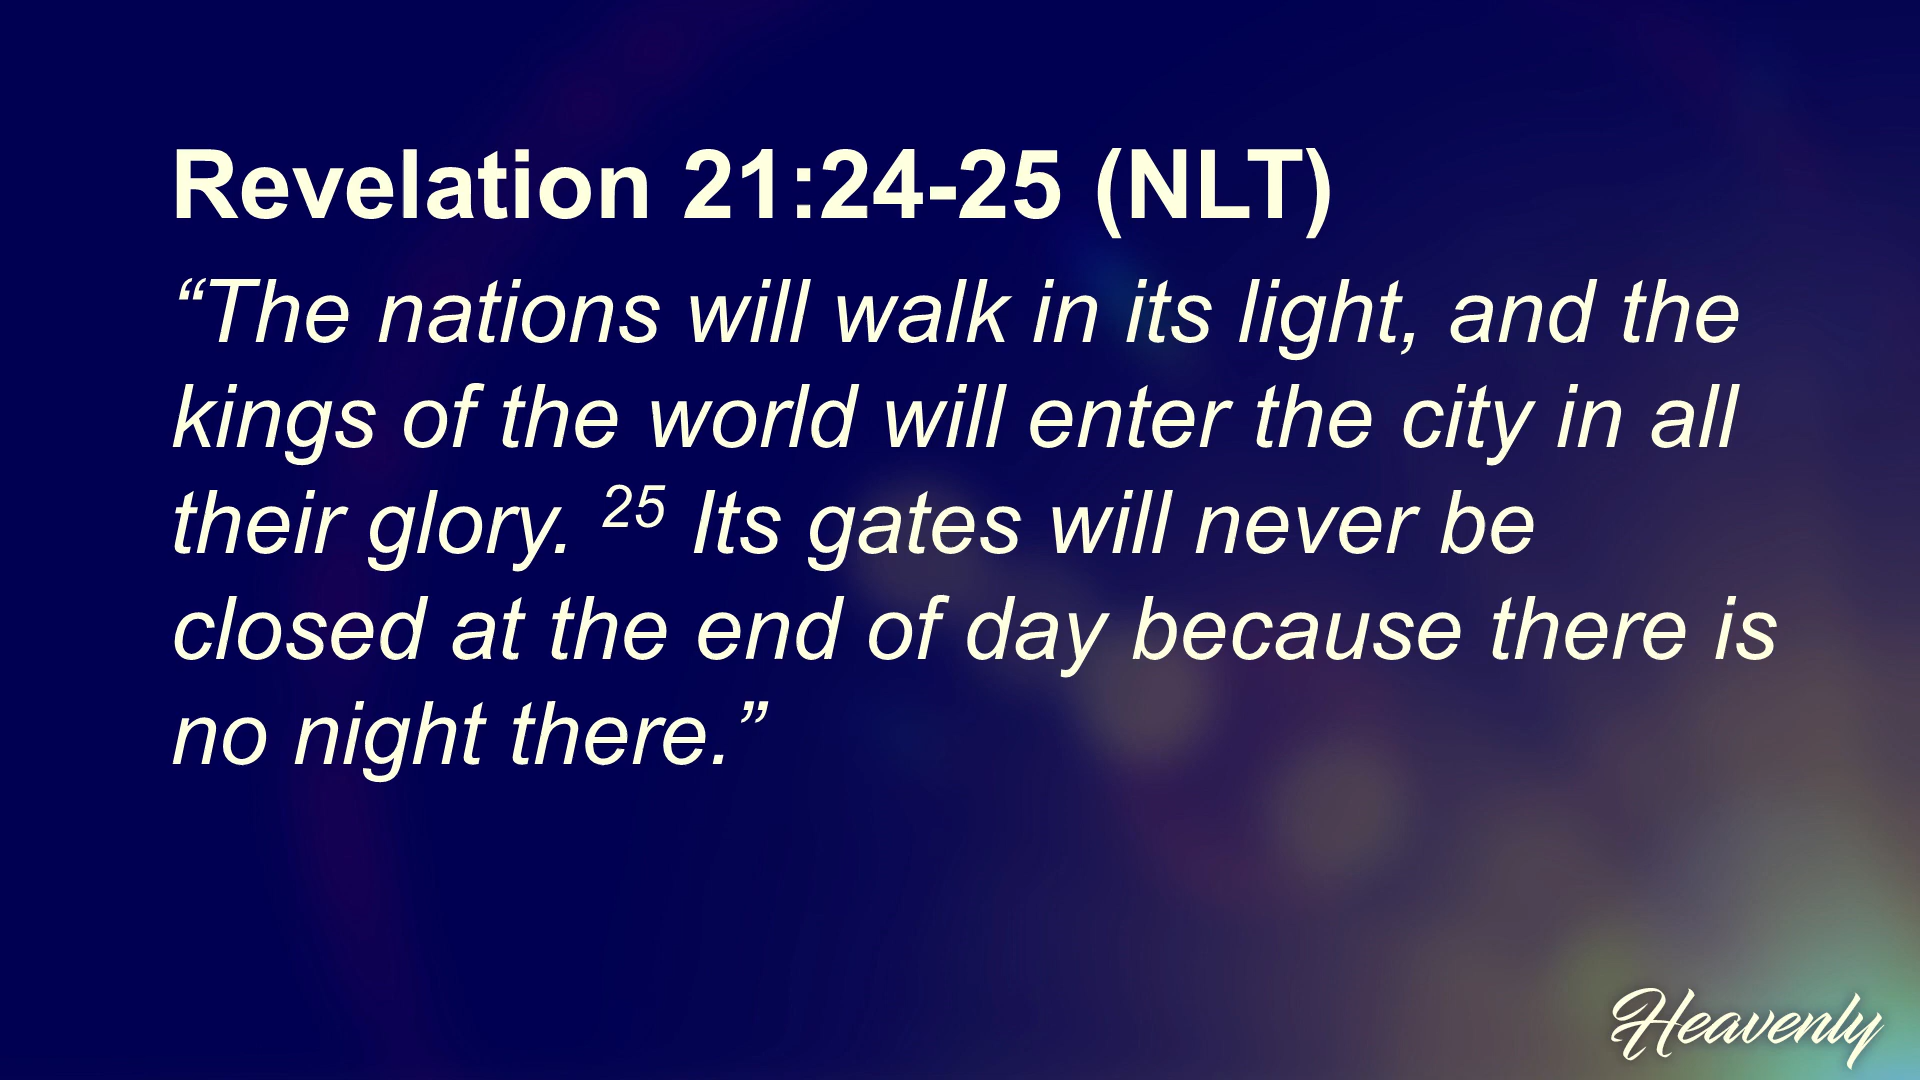 Revelation 21:24-25 (NLT)
“The nations will walk in its light, and the
kings of the world will enter the city in all
their glory. 25 Its gates will never be
closed at the end of day because there is
no night there.”
Heavenly